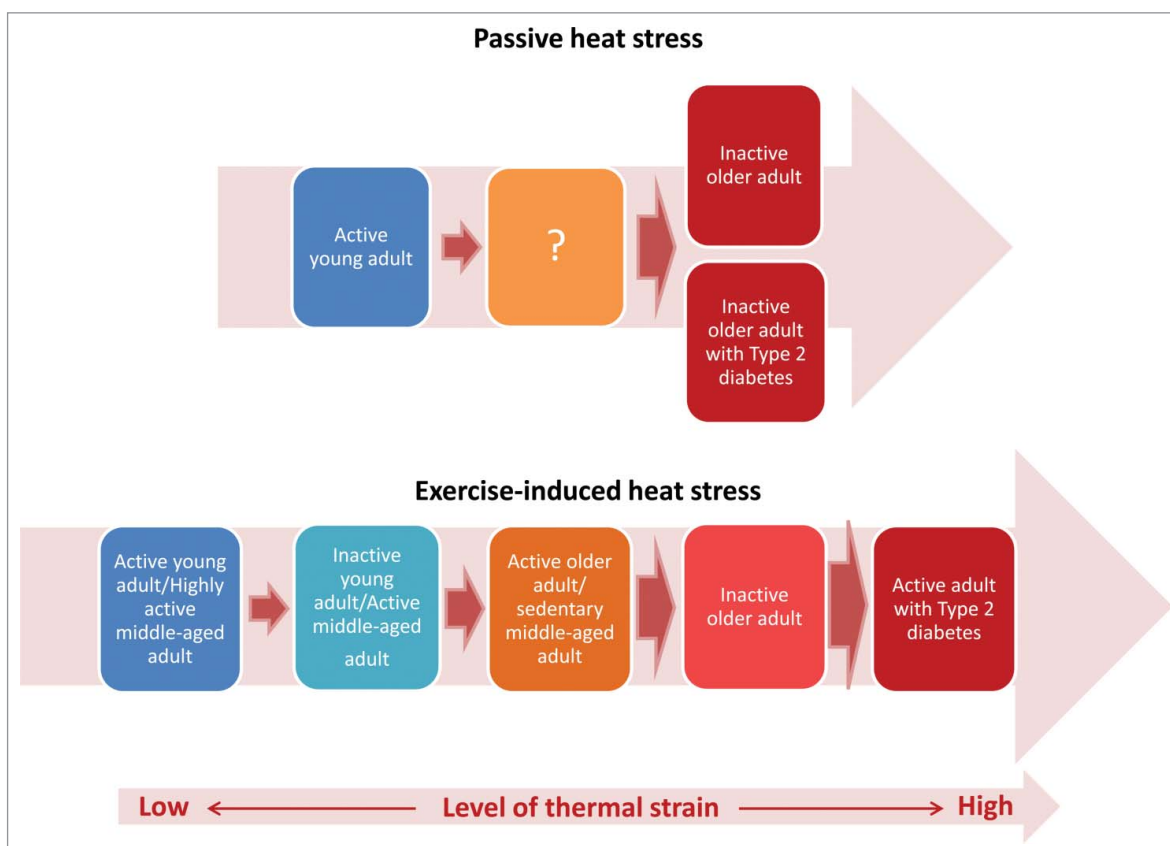 Passive heat stress
Active
young adult
?
Inactive
older adult
Inactive
older adult
with Type 2
diabetes
Exercise-induced heat stress
Active young
adult/Highly
active
middle-aged
adult
Inactive
young
adult/Active
middle-aged
adult
Active older
adult/
sedentary
middle-aged
adult
Inactive
older adult
Active adult
with Type 2
diabetes
Low
Level of thermal strain
High